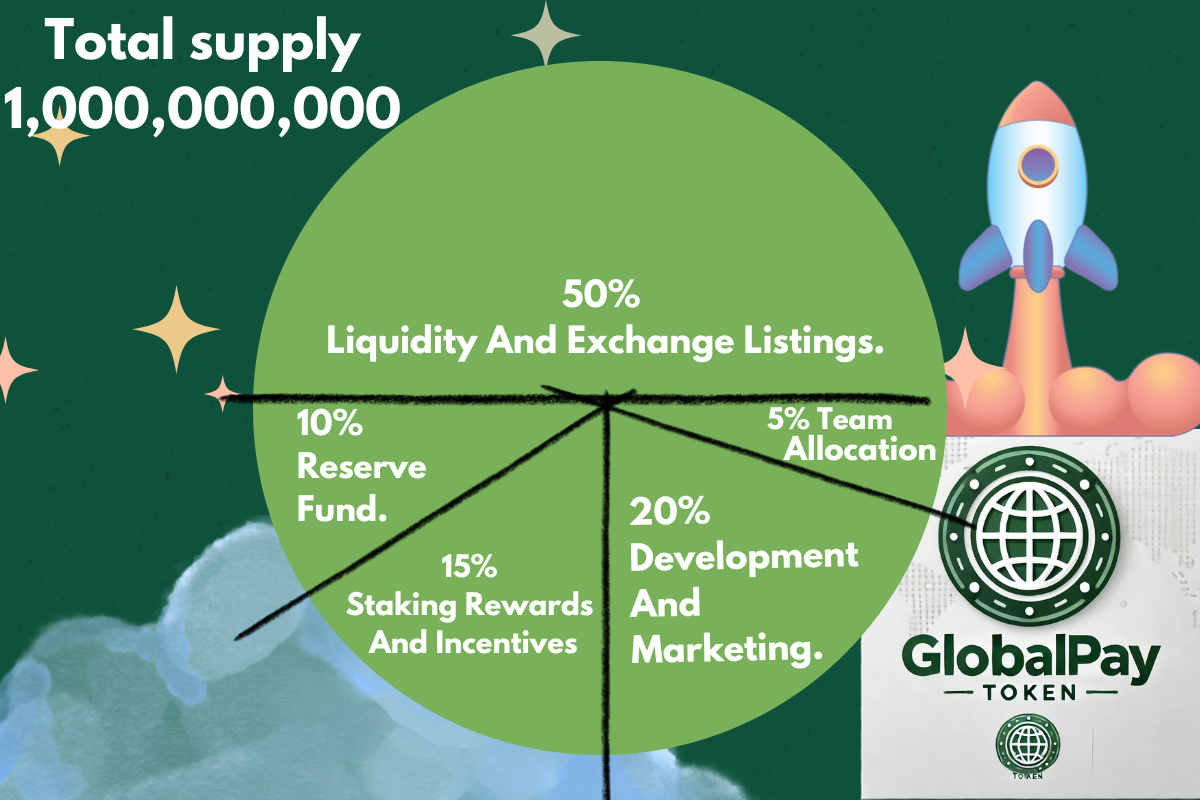 Total supply
1,000,000,000
50%
Liquidity And Exchange Listings.
10%
Reserve
Fund.
5% Team
Allocation
15%
Staking Rewards
And Incentives
20%
Development
And
Marketing.
GlobalPay
TOKEN
TOKEN